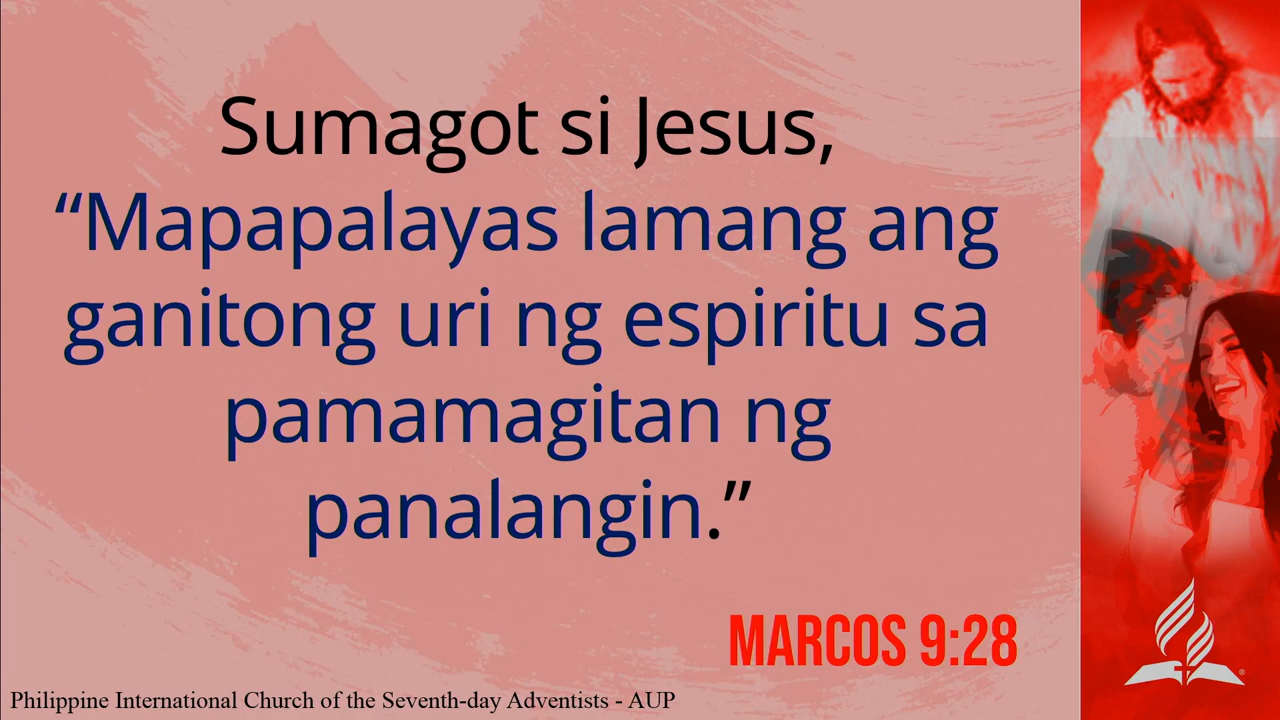 Sumagot si Jesus,
“Mapapalayas lamang ang
ganitong uri ng espiritu sa
pamamagitan ng
panalangin.”
MARCOS 9:28
Philippine International Church of the Seventh-day Adventists - AUP
®